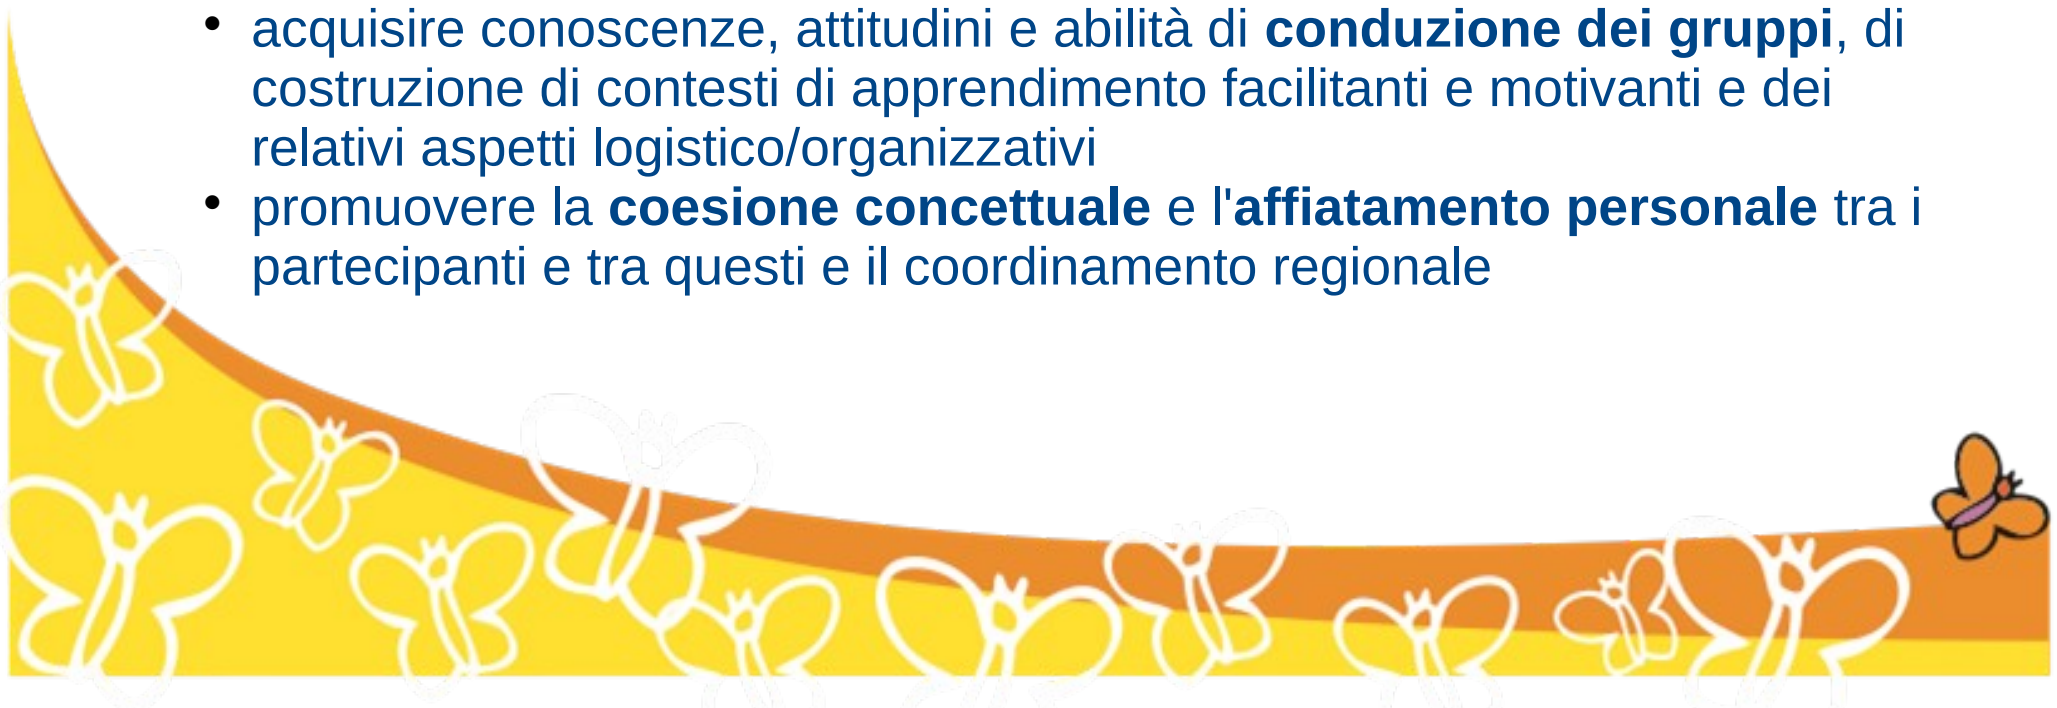 • acquisire conoscenze, attitudini e abilità di conduzione dei gruppi, di
costruzione di contesti di apprendimento facilitanti e motivanti e dei
relativi aspetti logistico/organizzativi
• promuovere la coesione concettuale e l'affiatamento personale tra i
partecipanti e tra questi e il coordinamento regionale